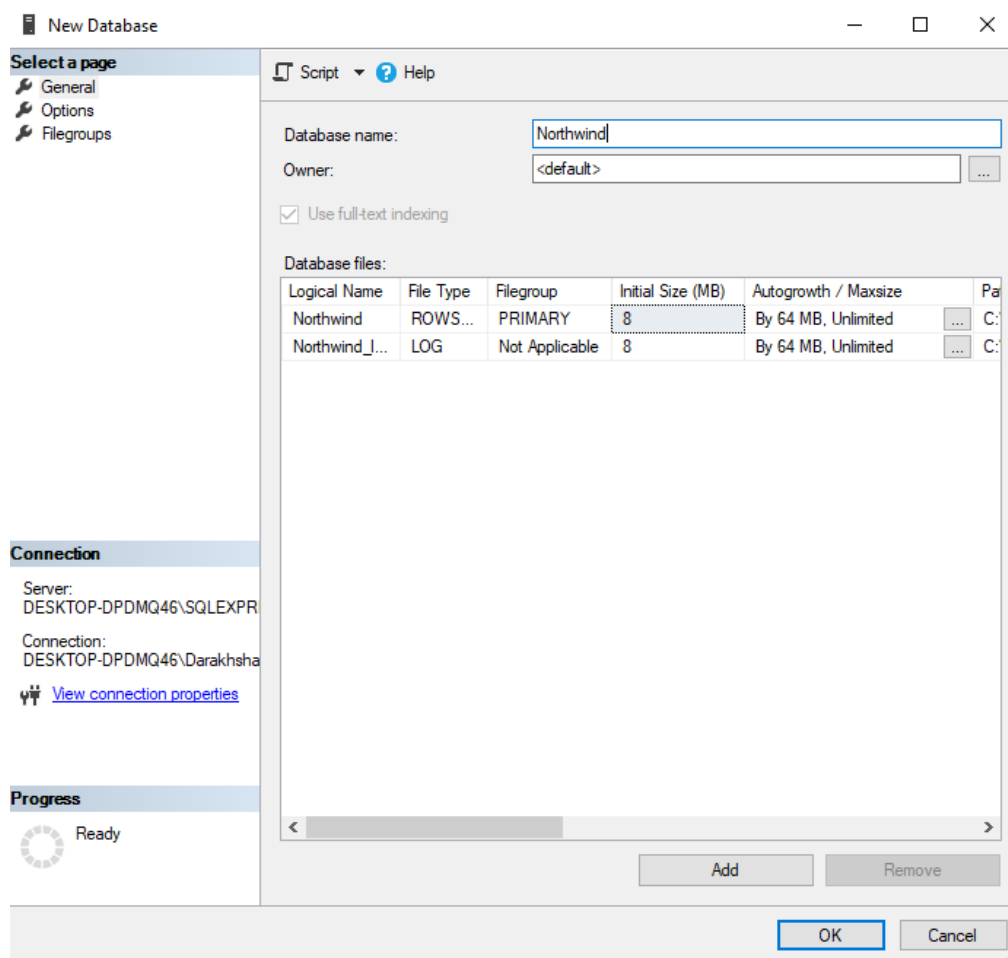 New Database
Select a page
General
Options
Filegroups
Script Help
Database name: Northwind
Owner: <default> ...
Use full-text indexing
Database files:
Logical Name File Type Filegroup Initial Size (MB) Autogrowth / Maxsize Pa
Northwind ROWS... PRIMARY 8 By 64 MB, Unlimited ... C:\
Northwind_l... LOG Not Applicable 8 By 64 MB, Unlimited ... C:\
Connection
Server:
DESKTOP-DPDMQ46\SQLEXPR
Connection:
DESKTOP-DPDMQ46\Darakhsha
View connection properties
Progress
Ready
Add Remove
OK Cancel